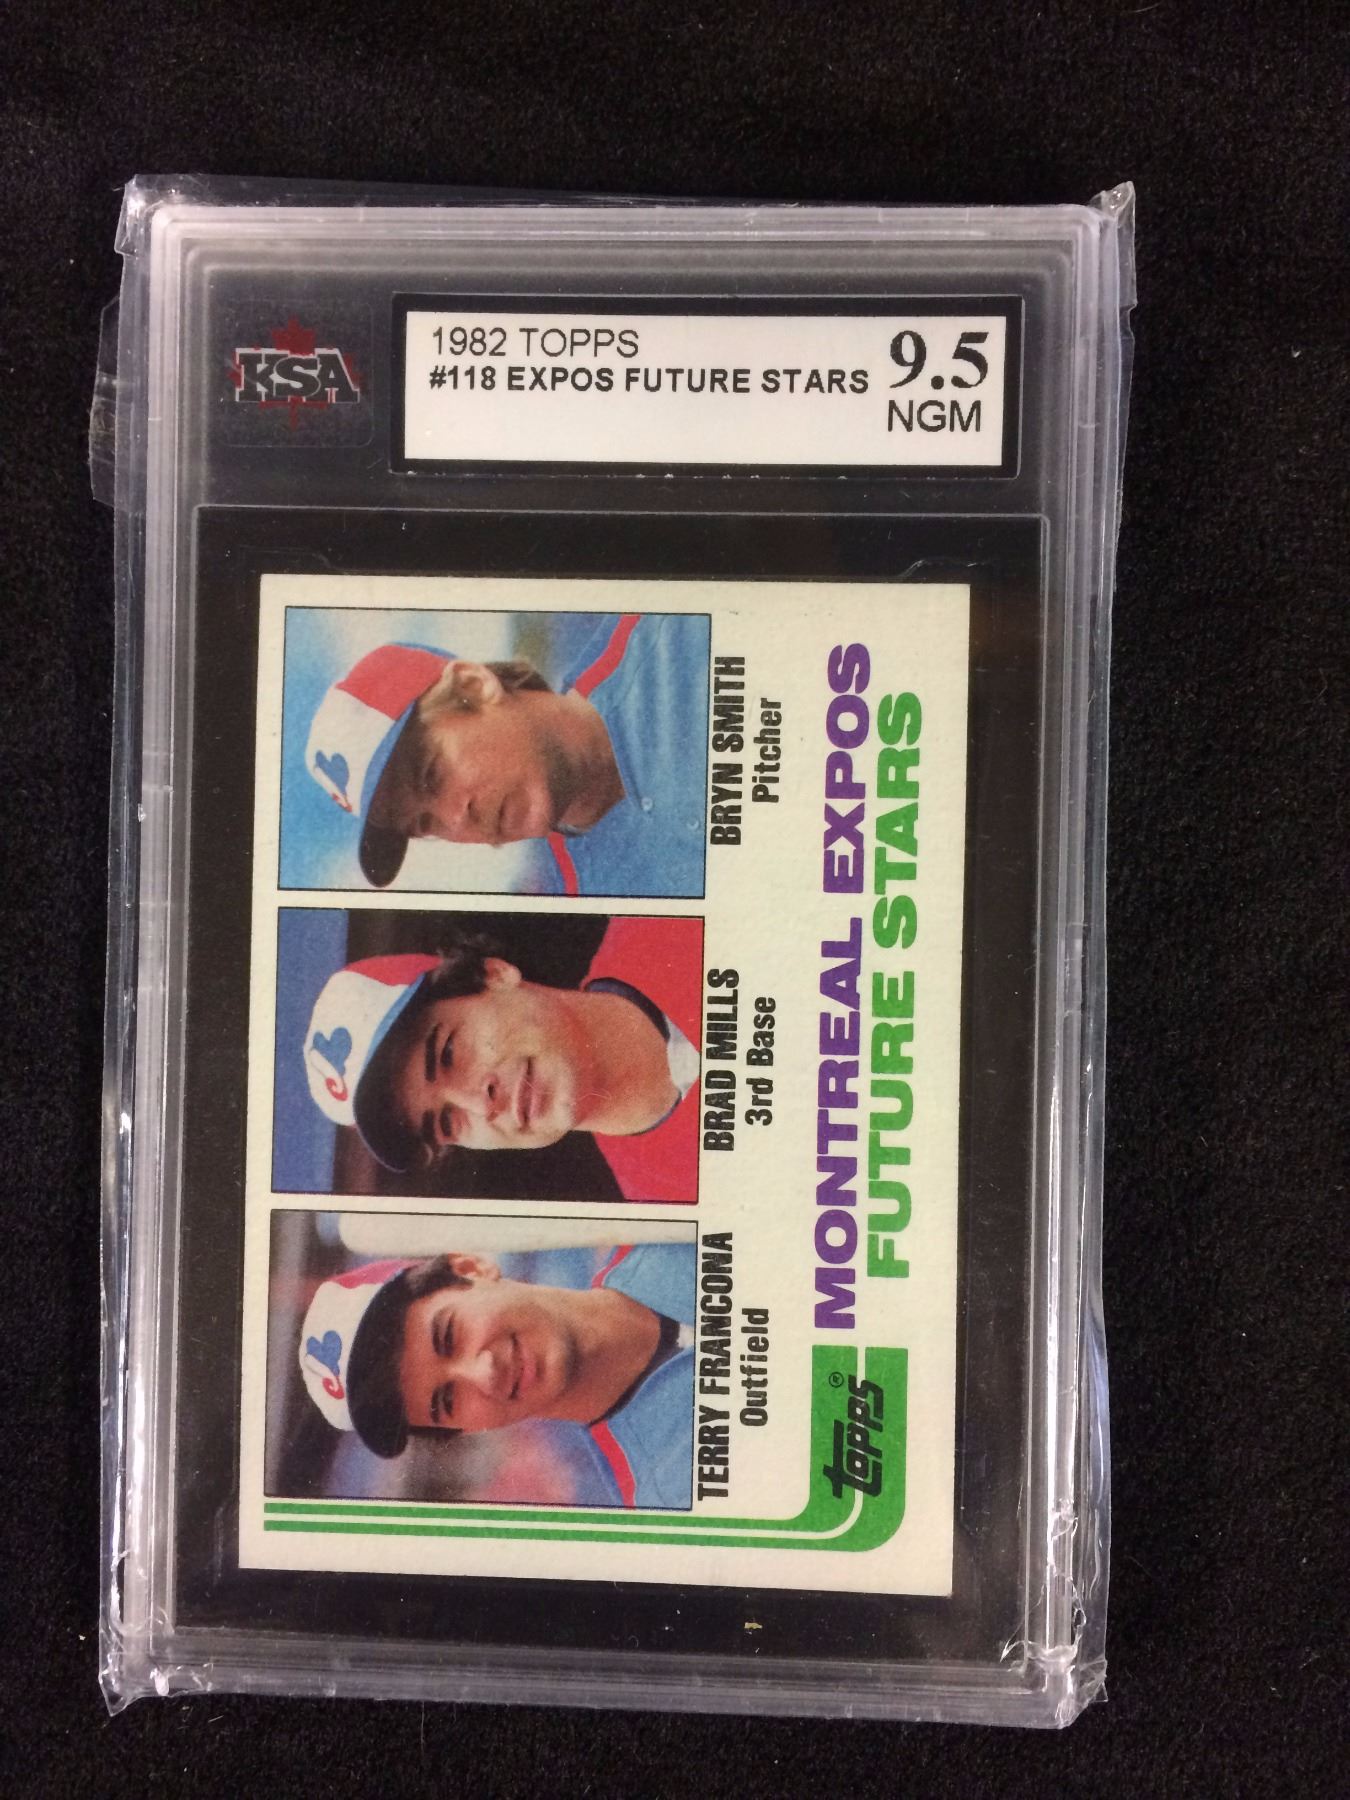 KSA
1982 TOPPS
#118 EXPOS FUTURE STARS
9.5
NGM
TERRY FRANCONA
Outfield
BRAD MILLS
3rd Base
BRYN SMITH
Pitcher
topps®
MONTREAL EXPOS
FUTURE STARS